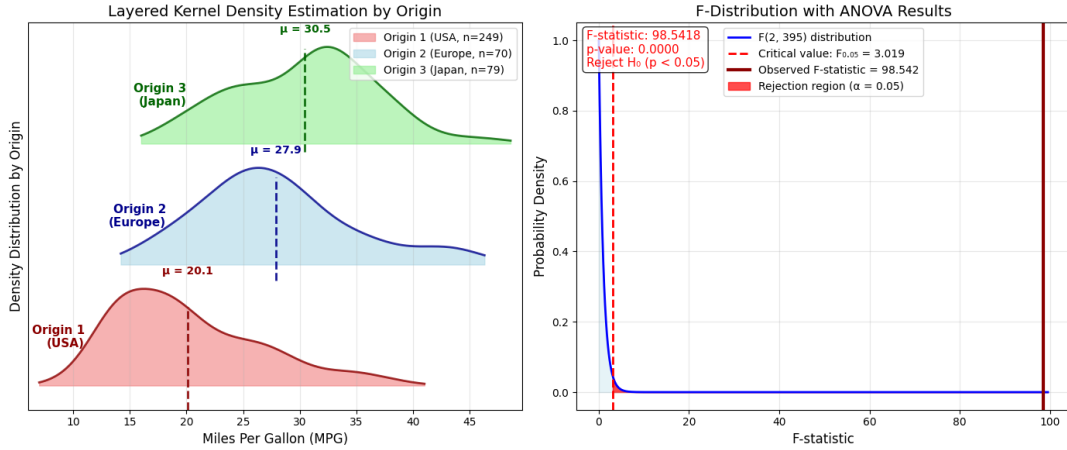 Layered Kernel Density Estimation by Origin
μ = 30.5
Origin 1 (USA, n=249)
Origin 2 (Europe, n=70)
Origin 3 (Japan, n=79)
Origin 3
(Japan)
μ = 27.9
Origin 2
(Europe)
μ = 20.1
Origin 1
(USA)
Density Distribution by Origin
10 15 20 25 30 35 40 45
Miles Per Gallon (MPG)
F-Distribution with ANOVA Results
F-statistic: 98.5418
p-value: 0.0000
Reject H₀ (p < 0.05)
F(2, 395) distribution
Critical value: F₀.₀₅ = 3.019
Observed F-statistic = 98.542
Rejection region (α = 0.05)
Probability Density
1.0
0.8
0.6
0.4
0.2
0.0
0 20 40 60 80 100
F-statistic